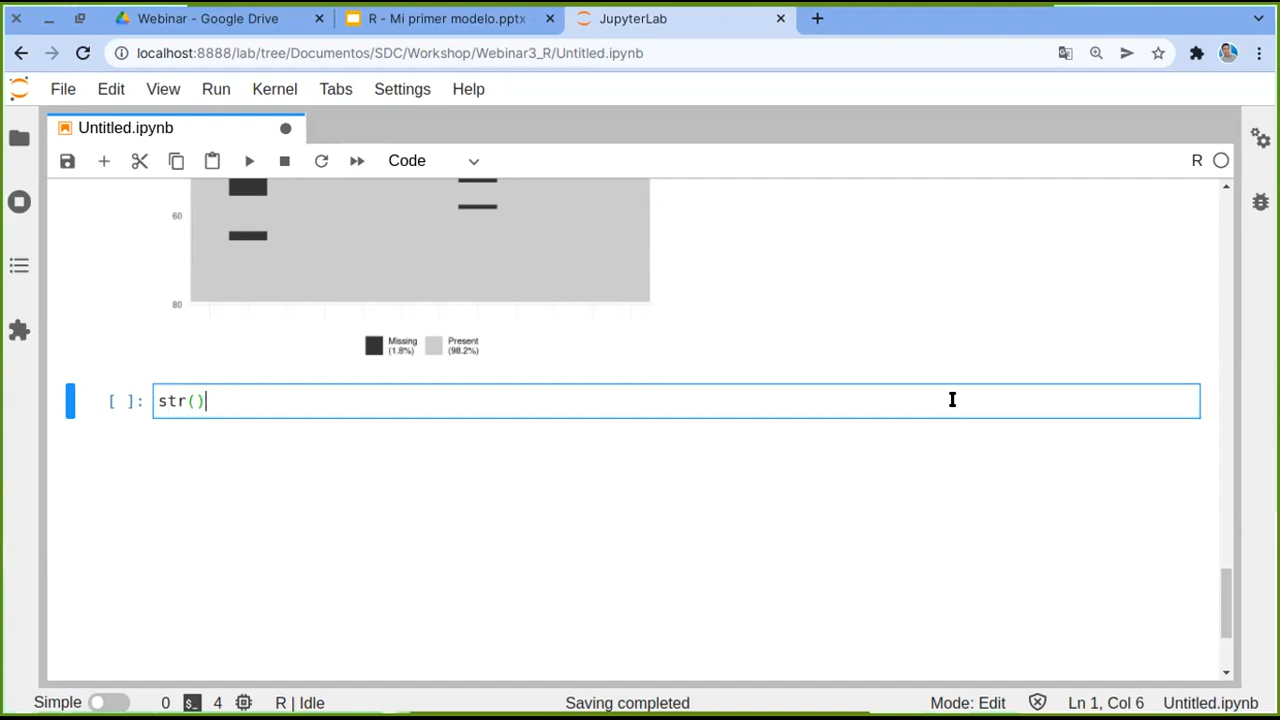 Webinar - Google Drive
R - Mi primer modelo.pptx -
JupyterLab
localhost:8888/lab/tree/Documentos/SDC/Workshop/Webinar3_R/Untitled.ipynb
File Edit View Run Kernel Tabs Settings Help
Untitled.ipynb
Code
R
60
80
Missing (1.8%)
Present (98.2%)
[ ]: str()
Simple 0 4 R | Idle Saving completed Mode: Edit Ln 1, Col 6 Untitled.ipynb